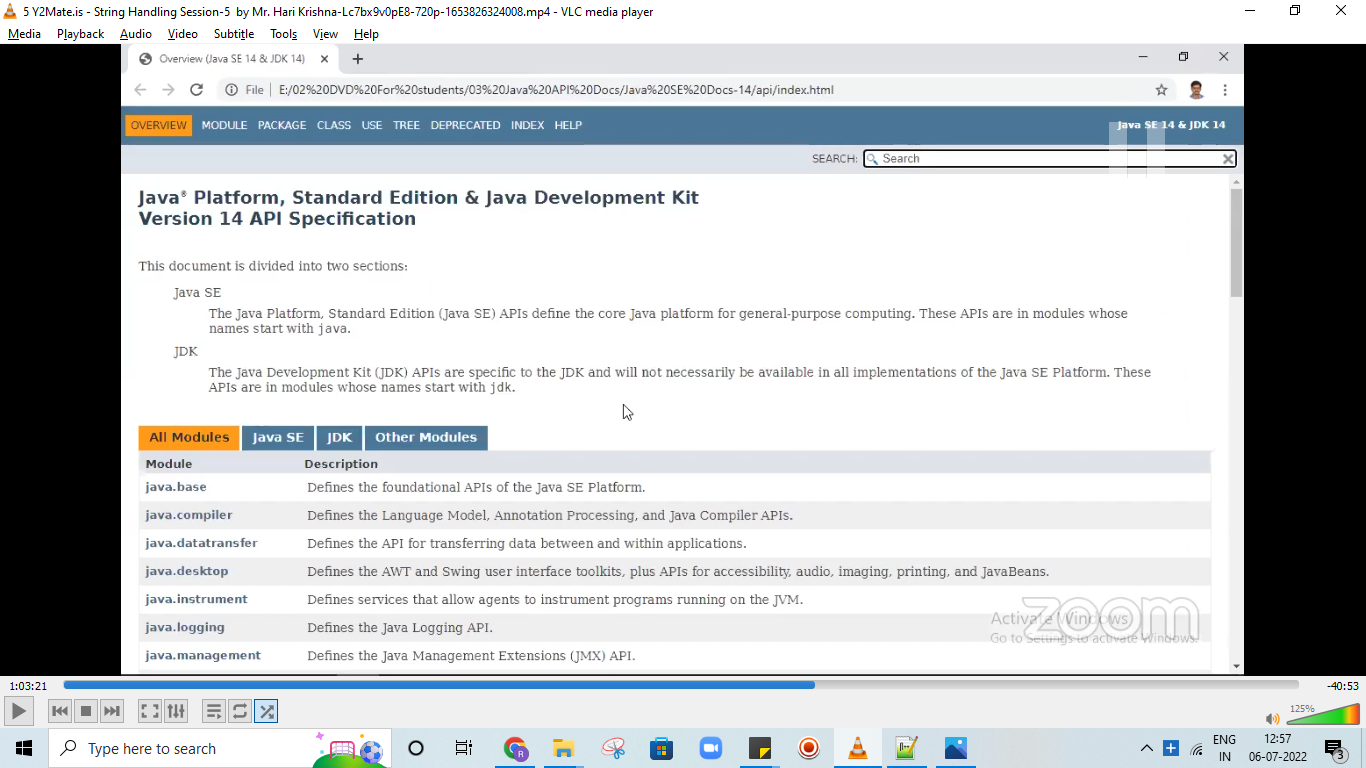 5 Y2Mate.is - String Handling Session-5 by Mr. Hari Krishna-Lc7bx9v0pE8-720p-1653826324008.mp4 - VLC media player
Media Playback Audio Video Subtitle Tools View Help
Overview (Java SE 14 & JDK 14)
File E:/02%20DVD%20For%20students/03%20Java%20API%20Docs/Java%20SE%20Docs-14/api/index.html
OVERVIEW MODULE PACKAGE CLASS USE TREE DEPRECATED INDEX HELP Java SE 14 & JDK 14
SEARCH: Search
Java® Platform, Standard Edition & Java Development Kit
Version 14 API Specification
This document is divided into two sections:
Java SE
The Java Platform, Standard Edition (Java SE) APIs define the core Java platform for general-purpose computing. These APIs are in modules whose
names start with java.
JDK
The Java Development Kit (JDK) APIs are specific to the JDK and will not necessarily be available in all implementations of the Java SE Platform. These
APIs are in modules whose names start with jdk.
All Modules Java SE JDK Other Modules
Module Description
java.base Defines the foundational APIs of the Java SE Platform.
java.compiler Defines the Language Model, Annotation Processing, and Java Compiler APIs.
java.datatransfer Defines the API for transferring data between and within applications.
java.desktop Defines the AWT and Swing user interface toolkits, plus APIs for accessibility, audio, imaging, printing, and JavaBeans.
java.instrument Defines services that allow agents to instrument programs running on the JVM.
java.logging Defines the Java Logging API.
java.management Defines the Java Management Extensions (JMX) API.
zoom
Activate Windows
Go to Settings to activate Windows.
1:03:21 -40:53
125%
Type here to search
R
ENG
IN
12:57
06-07-2022
3